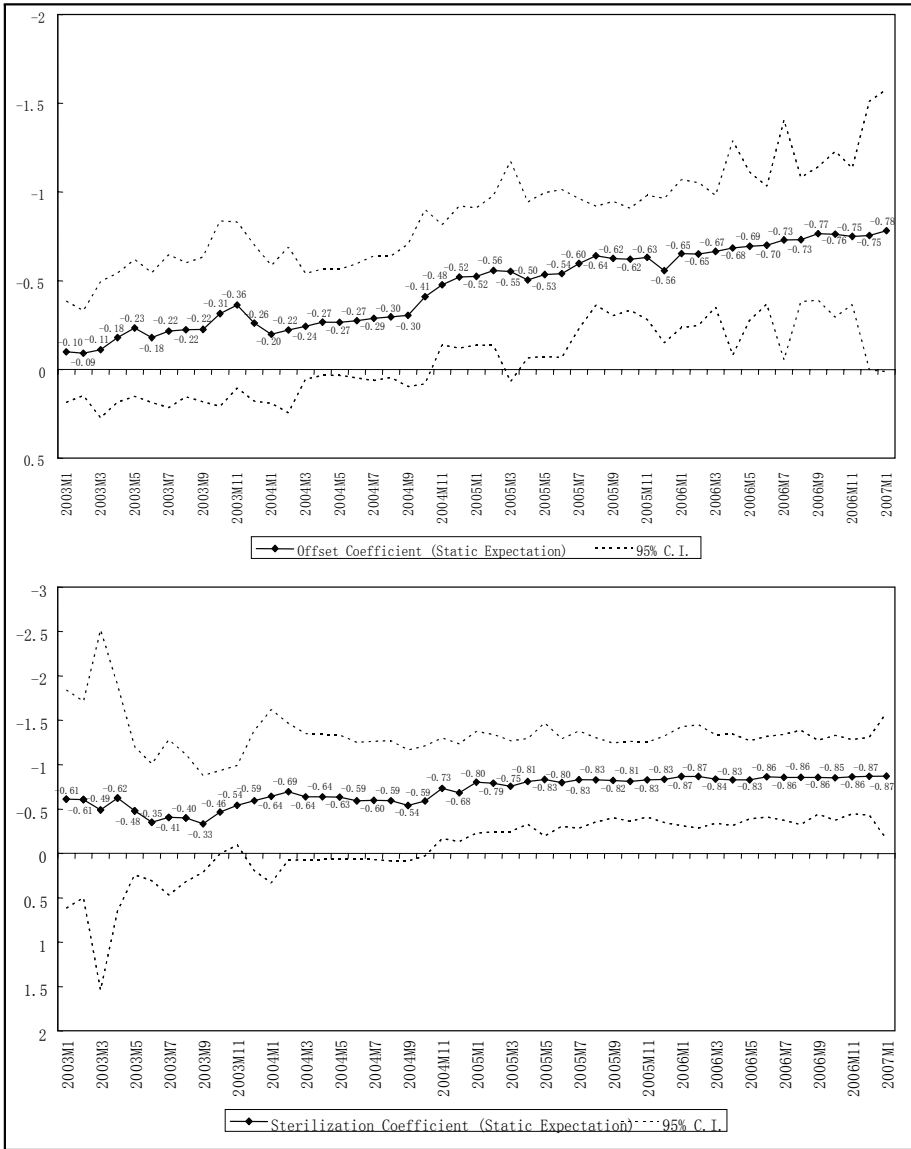 -2
-1.5
-1
-0.5
0
0.5
-0.10
-0.09
-0.11
-0.18
-0.23
-0.18
-0.22
-0.22
-0.22
-0.31
-0.36
-0.26
-0.20
-0.22
-0.24
-0.27
-0.27
-0.27
-0.29
-0.30
-0.30
-0.41
-0.48
-0.52
-0.52
-0.56
-0.55
-0.50
-0.53
-0.54
-0.60
-0.64
-0.62
-0.62
-0.63
-0.56
-0.65
-0.65
-0.67
-0.68
-0.69
-0.70
-0.73
-0.73
-0.77
-0.76
-0.75
-0.75
-0.78
2003M1
2003M3
2003M5
2003M7
2003M9
2003M11
2004M1
2004M3
2004M5
2004M7
2004M9
2004M11
2005M1
2005M3
2005M5
2005M7
2005M9
2005M11
2006M1
2006M3
2006M5
2006M7
2006M9
2006M11
2007M1
Offset Coefficient (Static Expectation)
95% C.I.
-3
-2.5
-2
-1.5
-1
-0.5
0
0.5
1
1.5
2
-0.61
-0.61
-0.49
-0.62
-0.48
-0.35
-0.41
-0.40
-0.33
-0.46
-0.54
-0.59
-0.64
-0.69
-0.64
-0.64
-0.63
-0.59
-0.60
-0.59
-0.54
-0.59
-0.73
-0.68
-0.80
-0.79
-0.75
-0.81
-0.83
-0.80
-0.83
-0.83
-0.82
-0.81
-0.83
-0.83
-0.87
-0.87
-0.84
-0.83
-0.83
-0.86
-0.86
-0.86
-0.86
-0.85
-0.86
-0.87
-0.87
2003M1
2003M3
2003M5
2003M7
2003M9
2003M11
2004M1
2004M3
2004M5
2004M7
2004M9
2004M11
2005M1
2005M3
2005M5
2005M7
2005M9
2005M11
2006M1
2006M3
2006M5
2006M7
2006M9
2006M11
2007M1
Sterilization Coefficient (Static Expectation)
95% C.I.